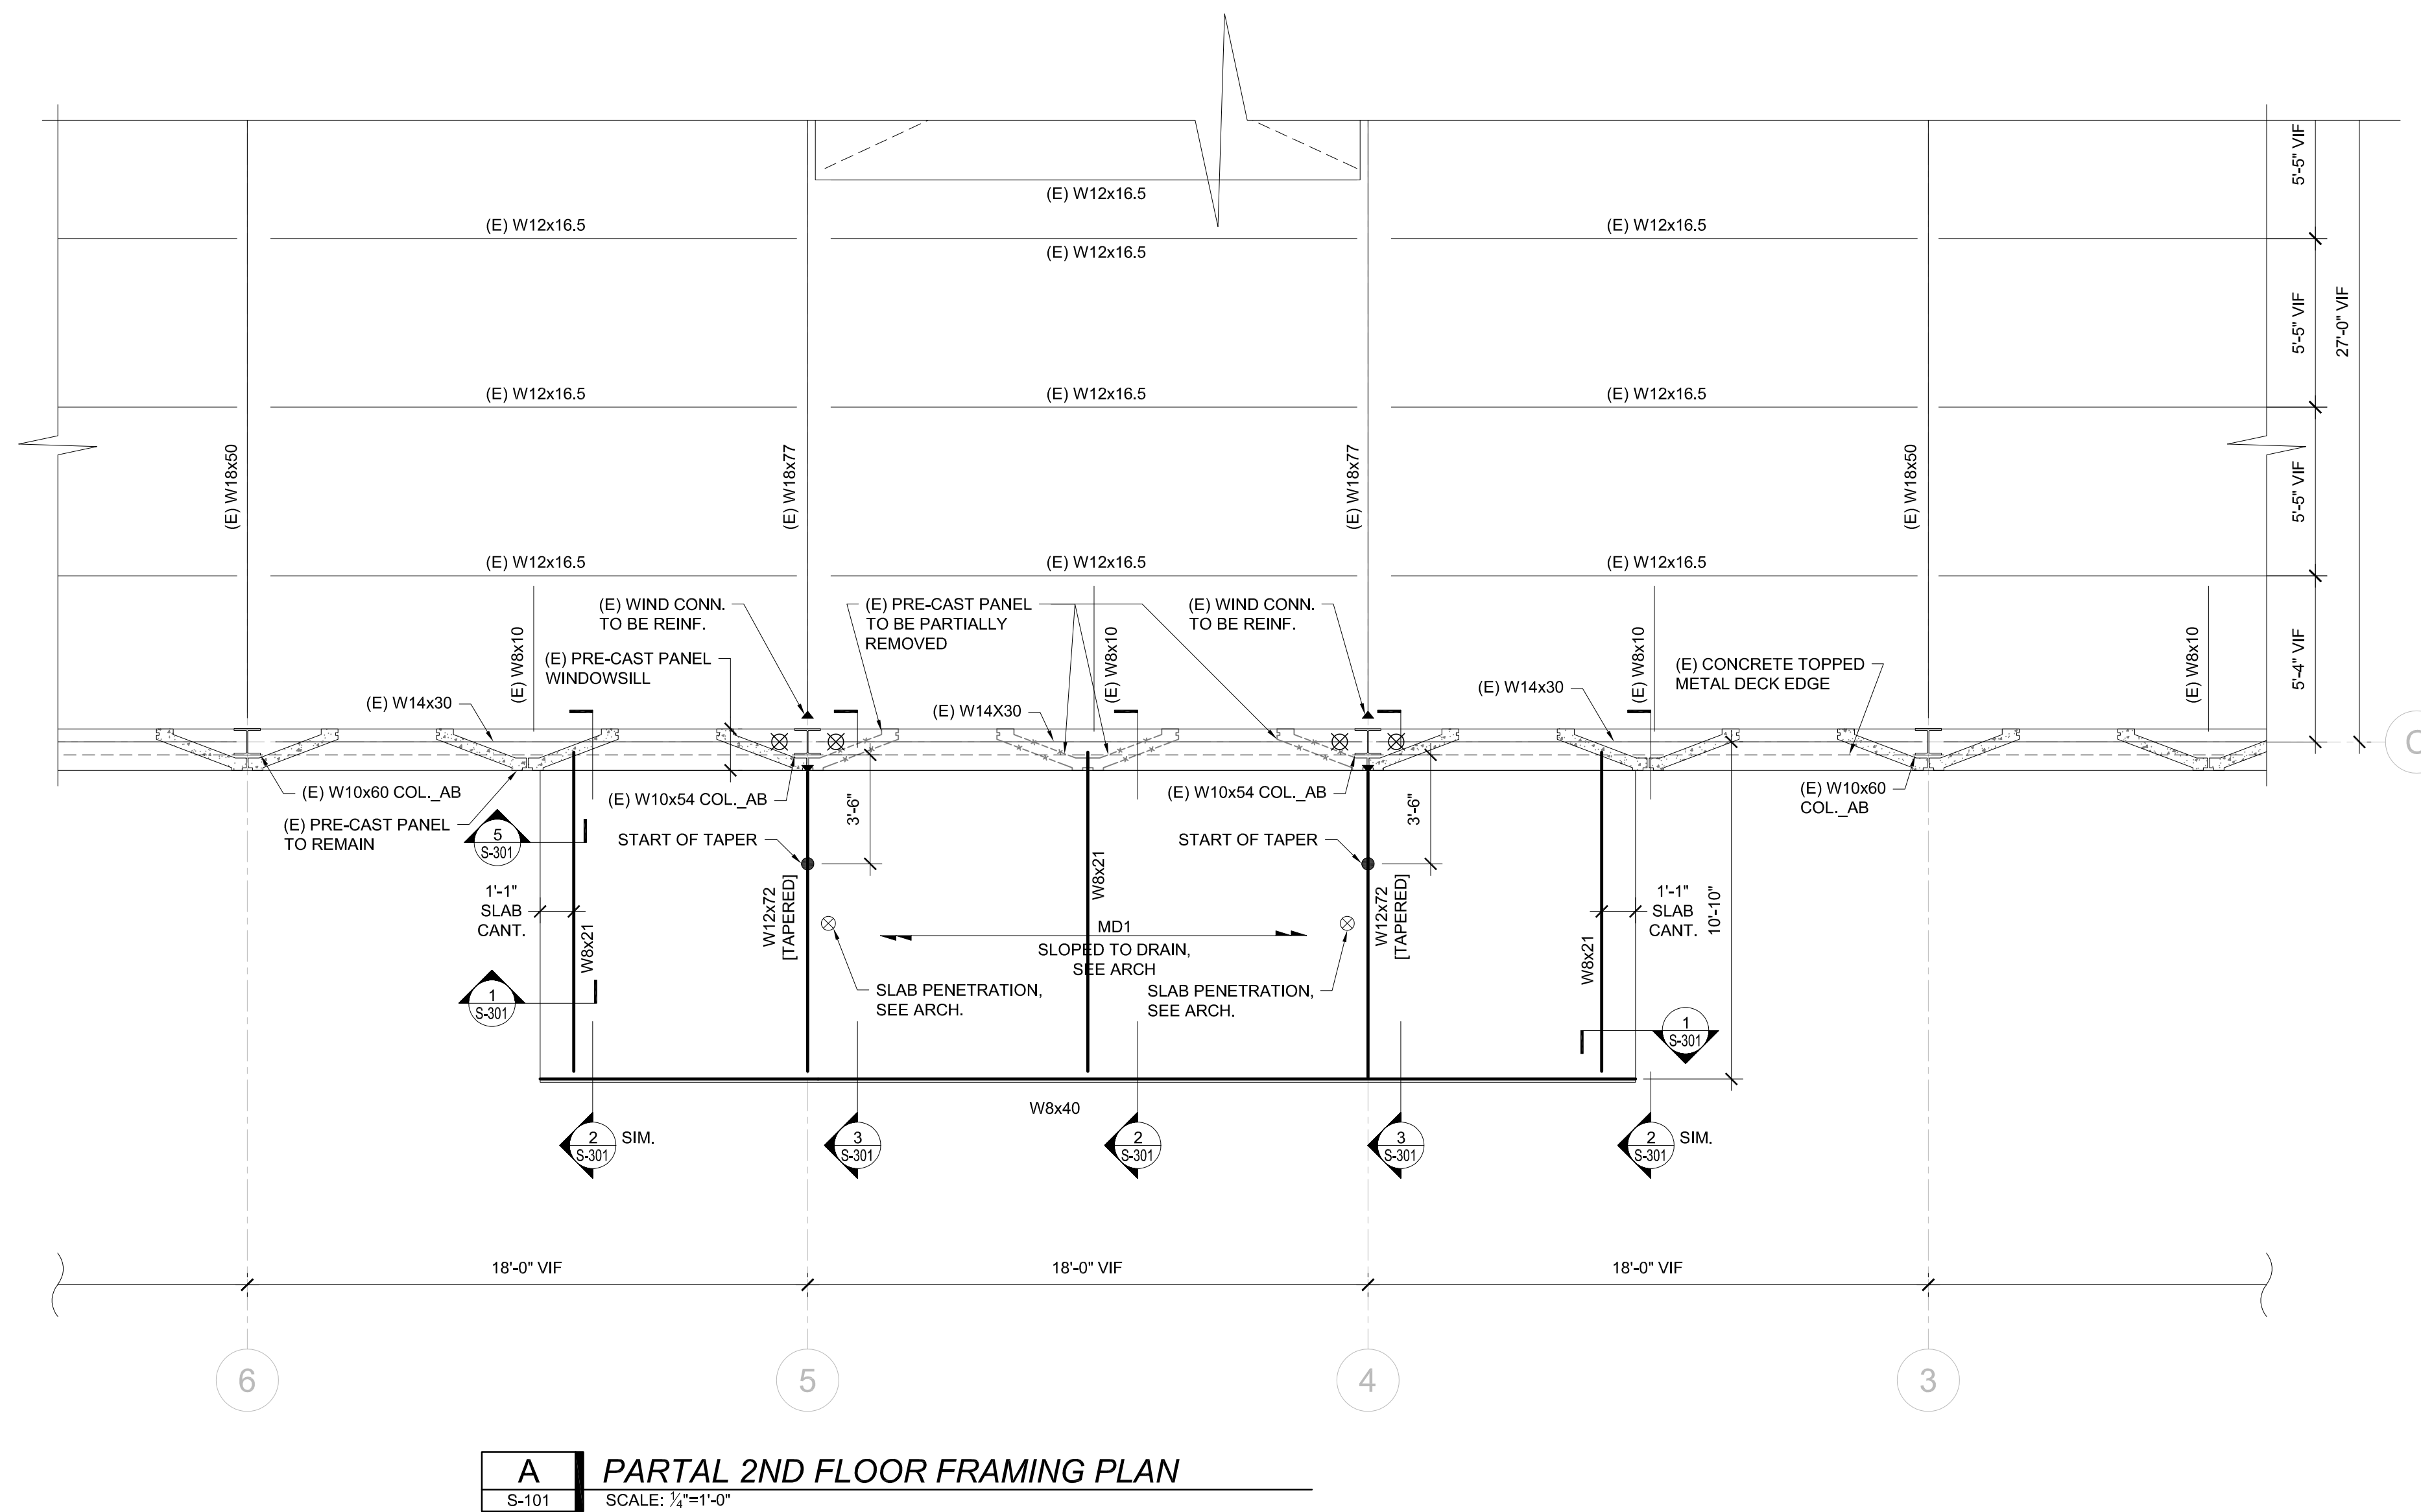 5'-5" VIF
(E) W12x16.5
(E) W12x16.5
(E) W12x16.5
(E) W12x16.5
(E) W12x16.5
5'-5" VIF
27'-0" VIF
(E) W12x16.5
(E) W12x16.5
(E) W12x16.5
(E) W18x50
(E) W18x77
(E) W18x77
(E) W18x50
5'-5" VIF
(E) W12x16.5
(E) W12x16.5
(E) W12x16.5
(E) WIND CONN.
TO BE REINF.
(E) PRE-CAST PANEL
TO BE PARTIALLY
REMOVED
(E) WIND CONN.
TO BE REINF.
(E) W8x10
(E) W8x10
(E) W8x10
(E) W8x10
5'-4" VIF
(E) PRE-CAST PANEL
WINDOWSILL
(E) CONCRETE TOPPED
METAL DECK EDGE
(E) W14x30
(E) W14X30
(E) W14x30
C
(E) W10x60 COL._AB
(E) W10x54 COL._AB
(E) W10x54 COL._AB
(E) W10x60
COL._AB
(E) PRE-CAST PANEL
TO REMAIN
5
S-301
3'-6"
3'-6"
START OF TAPER
START OF TAPER
1'-1"
SLAB
CANT.
W8x21
W12x72
[TAPERED]
W8x21
W12x72
[TAPERED]
W8x21
1'-1"
SLAB
CANT.
10'-10"
MD1
SLOPED TO DRAIN,
SEE ARCH
SLAB PENETRATION,
SEE ARCH.
SLAB PENETRATION,
SEE ARCH.
1
S-301
1
S-301
W8x40
2
S-301
SIM.
3
S-301
2
S-301
3
S-301
2
S-301
SIM.
18'-0" VIF
18'-0" VIF
18'-0" VIF
6
5
4
3
A
S-101
PARTAL 2ND FLOOR FRAMING PLAN
SCALE: ¼"=1'-0"